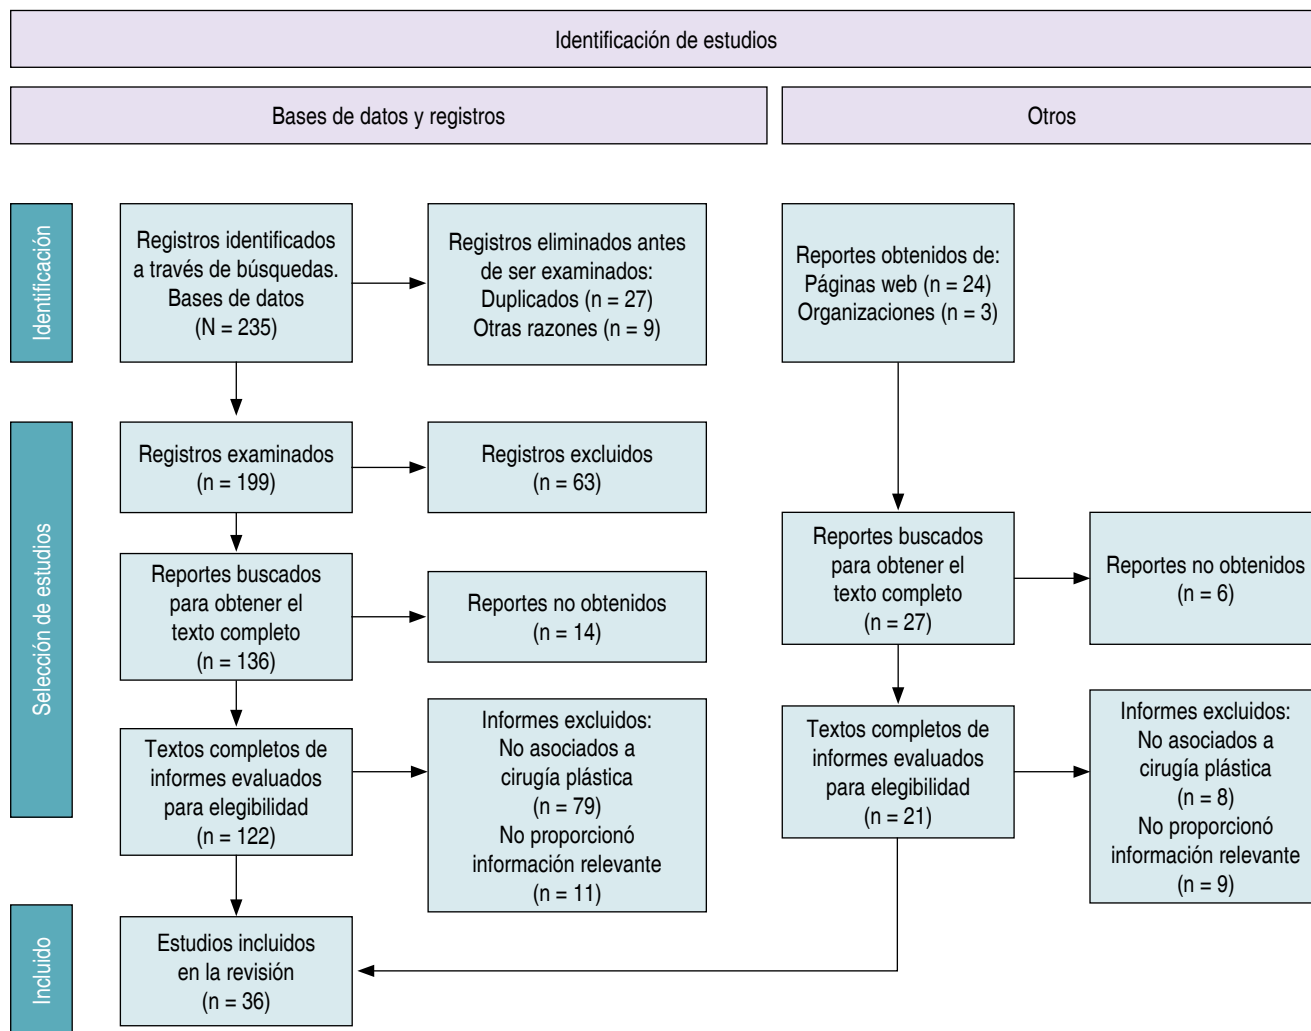 Identificación de estudios
Bases de datos y registros
Otros
Identificación
Registros identificados
a través de búsquedas.
Bases de datos
(N = 235)
Registros eliminados antes
de ser examinados:
Duplicados (n = 27)
Otras razones (n = 9)
Reportes obtenidos de:
Páginas web (n = 24)
Organizaciones (n = 3)
Selección de estudios
Registros examinados
(n = 199)
Registros excluidos
(n = 63)
Reportes buscados
para obtener el
texto completo
(n = 136)
Reportes no obtenidos
(n = 14)
Reportes buscados
para obtener el
texto completo
(n = 27)
Reportes no obtenidos
(n = 6)
Textos completos de
informes evaluados
para elegibilidad
(n = 122)
Informes excluidos:
No asociados a
cirugía plástica
(n = 79)
No proporcionó
información relevante
(n = 11)
Textos completos de
informes evaluados
para elegibilidad
(n = 21)
Informes excluidos:
No asociados a
cirugía plástica
(n = 8)
No proporcionó
información relevante
(n = 9)
Incluido
Estudios incluidos
en la revisión
(n = 36)